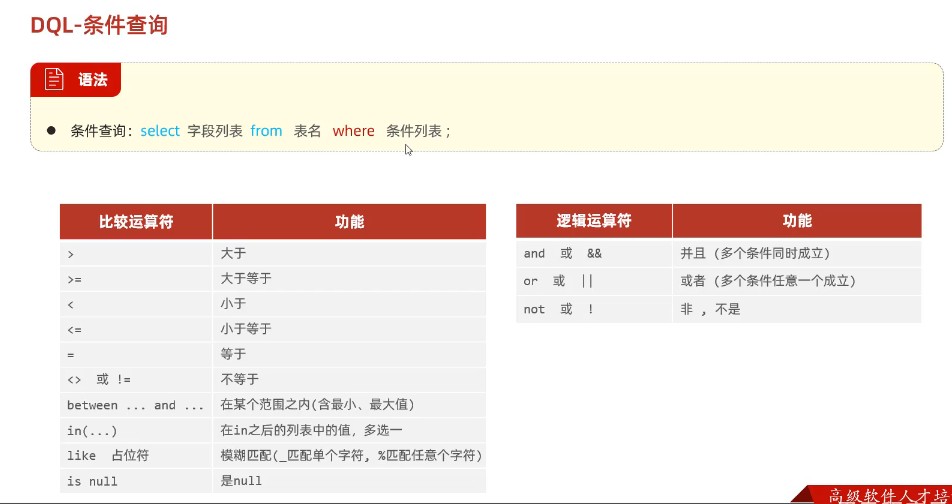 DQL-条件查询
语法
● 条件查询：select 字段列表 from 表名 where 条件列表 ;
比较运算符 功能
> 大于
>= 大于等于
< 小于
<= 小于等于
= 等于
<> 或 != 不等于
between ... and ... 在某个范围之内(含最小、最大值)
in(...) 在in之后的列表中的值，多选一
like 占位符 模糊匹配(_匹配单个字符, %匹配任意个字符)
is null 是null
逻辑运算符 功能
and 或 && 并且 (多个条件同时成立)
or 或 || 或者 (多个条件任意一个成立)
not 或 ! 非 , 不是
高级软件人才培